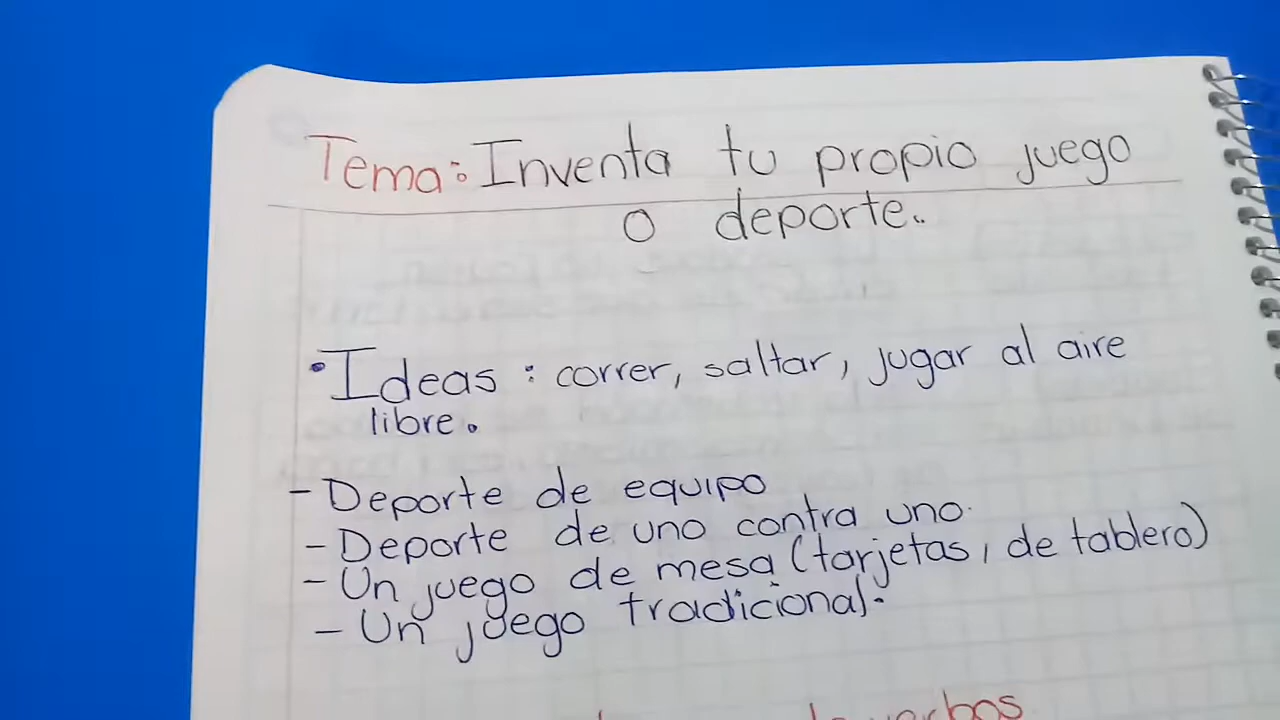 Tema: Inventa tu propio juego
o deporte.
• Ideas : correr, saltar, jugar al aire
libre.
- Deporte de equipo
- Deporte de uno contra uno.
- Un juego de mesa (tarjetas, de tablero)
- Un juego tradicional.
verbos